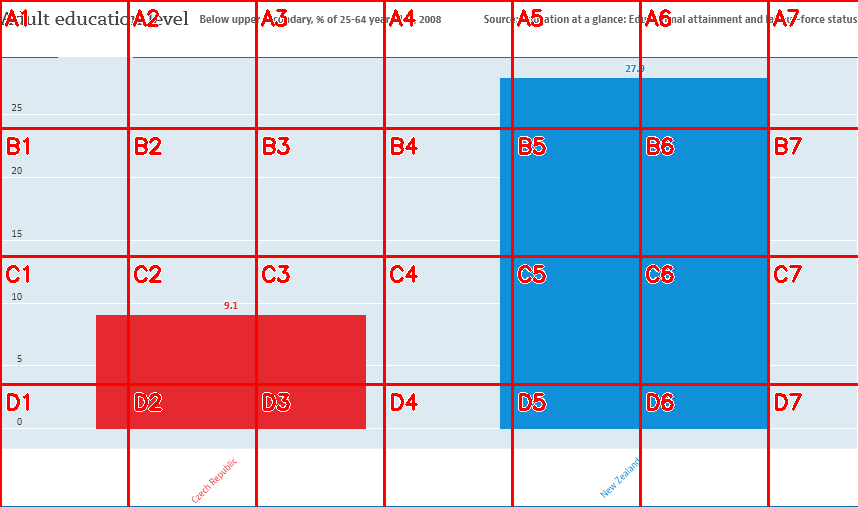 Adult education level Below upper secondary, % of 25-64 year-olds, 2008 Source: Education at a glance: Educational attainment and labour-force status
A1 A2 A3 A4 A5 A6 A7
27.9
25
B1 B2 B3 B4 B5 B6 B7
20
15
C1 C2 C3 C4 C5 C6 C7
10
9.1
5
D1 D2 D3 D4 D5 D6 D7
0
Czech Republic
New Zealand